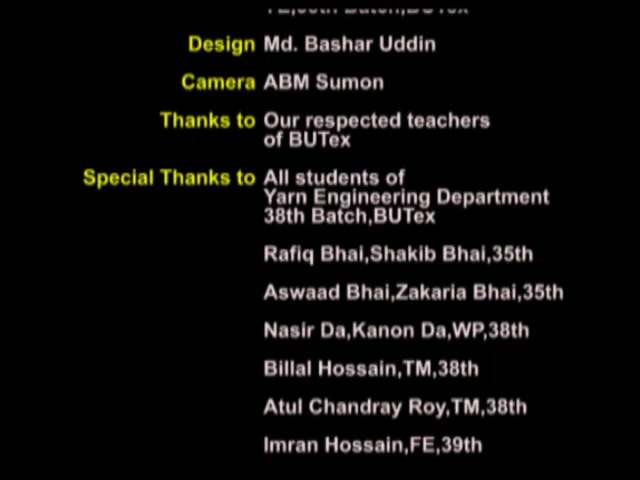 Design Md. Bashar Uddin
Camera ABM Sumon
Thanks to Our respected teachers
of BUTex
Special Thanks to All students of
Yarn Engineering Department
38th Batch,BUTex
Rafiq Bhai,Shakib Bhai,35th
Aswaad Bhai,Zakaria Bhai,35th
Nasir Da,Kanon Da,WP,38th
Billal Hossain,TM,38th
Atul Chandray Roy,TM,38th
Imran Hossain,FE,39th